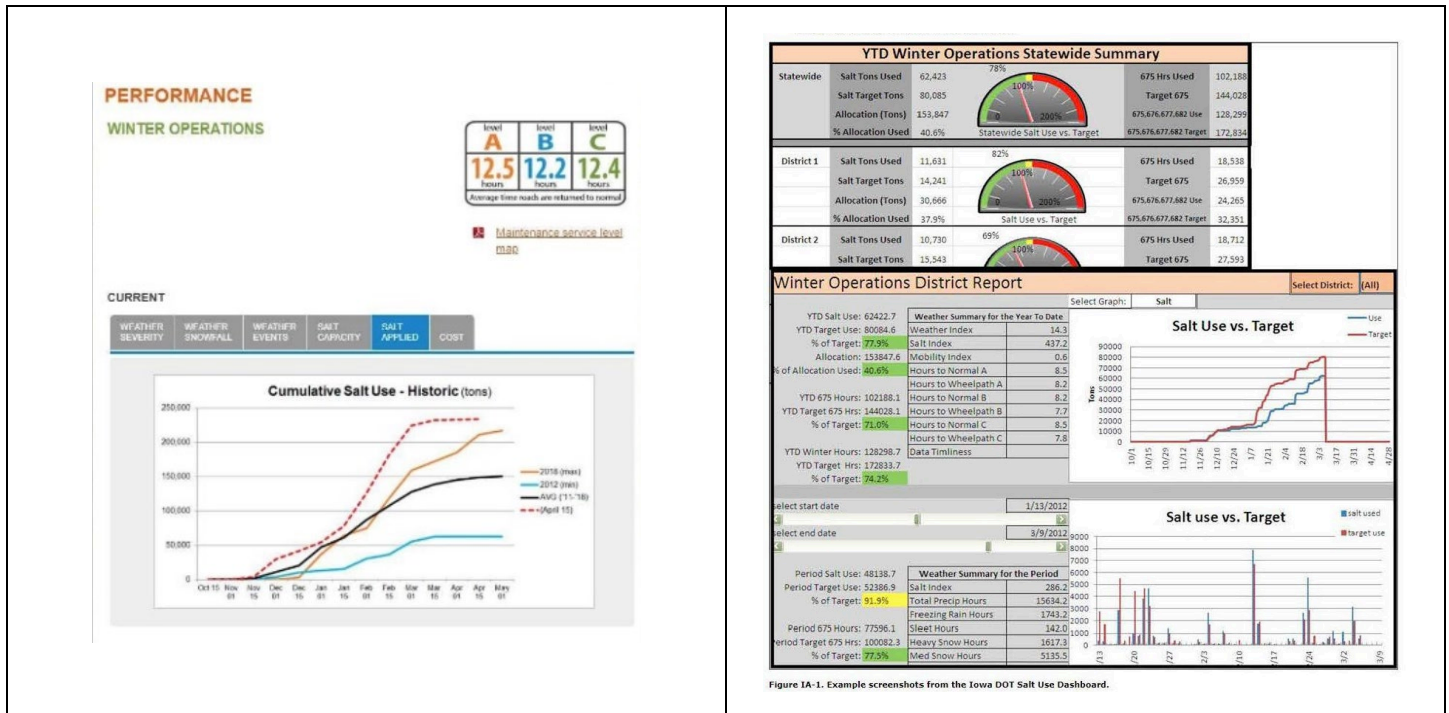 PERFORMANCE
WINTER OPERATIONS
level level level
A B C
12.5 12.2 12.4
hours hours hours
Average time roads are returned to normal
Maintenance service level
map
CURRENT
WEATHER SEVERITY
WEATHER SNOWFALL
WEATHER EVENTS
SALT CAPACITY
SALT APPLIED
COST
Cumulative Salt Use - Historic (tons)
250,000
200,000
150,000
100,000
50,000
0
2018 (max)
2012 (min)
AVG ('11-'18)
(April 15)
Oct 15 Nov 01 Nov 15 Dec 01 Dec 15 Jan 01 Jan 15 Feb 01 Feb 15 Mar 01 Mar 15 Apr 01 Apr 15 May 01
YTD Winter Operations Statewide Summary
Statewide Salt Tons Used 62,423 78% 675 Hrs Used 102,188
Salt Target Tons 80,085 100% Target 675 144,028
Allocation (Tons) 153,847 0 200% 675.676.677.682 Use 128,299
% Allocation Used 40.6% Statewide Salt Use vs. Target 675.676.677.682 Target 172,834
District 1 Salt Tons Used 11,631 82% 675 Hrs Used 18,538
Salt Target Tons 14,241 100% Target 675 26,959
Allocation (Tons) 30,666 0 200% 675.676.677.682 Use 24,265
% Allocation Used 37.9% Salt Use vs. Target 675.676.677.682 Target 32,351
District 2 Salt Tons Used 10,730 69% 675 Hrs Used 18,712
Salt Target Tons 15,543 100% Target 675 27,593
Winter Operations District Report Select District: (All)
Select Graph: Salt
YTD Salt Use: 62422.7 Weather Summary for the Year To Date
YTD Target Use: 80084.6 Weather Index 14.3
% of Target: 77.9% Salt Index 437.2
Allocation: 153847.6 Mobility Index 0.6
% of Allocation Used: 40.6% Hours to Normal A 8.5
Hours to Wheelpath A 8.2
YTD 675 Hours: 102188.1 Hours to Normal B 8.2
YTD Target 675 Hrs: 144028.1 Hours to Wheelpath B 7.7
% of Target: 71.0% Hours to Normal C 8.5
Hours to Wheelpath C 7.8
YTD Winter Hours: 128298.7 Data Timliness
YTD Target Hrs: 172833.7
% of Target: 74.2%
Salt Use vs. Target
Use
Target
Tons
90000
80000
70000
60000
50000
40000
30000
20000
10000
0
10/1 10/15 10/29 11/12 11/26 12/10 12/24 1/7 1/21 2/4 2/18 3/3 3/17 3/31 4/14 4/28
select start date 1/13/2012
select end date 3/9/2012
Period Salt Use: 48138.7 Weather Summary for the Period
Period Target Use: 52386.9 Salt Index 286.2
% of Target: 91.9% Total Precip Hours 15634.2
Freezing Rain Hours 1743.2
Period 675 Hours: 77596.1 Sleet Hours 142.0
Period Target 675 Hrs: 100082.3 Heavy Snow Hours 1617.3
% of Target: 77.5% Med Snow Hours 5135.5
Salt use vs. Target
salt used
target use
9000
8000
7000
6000
5000
4000
3000
2000
1000
0
/13 /20 /27 2/3 2/10 2/17 2/24 3/2 3/9
Figure IA-1. Example screenshots from the Iowa DOT Salt Use Dashboard.